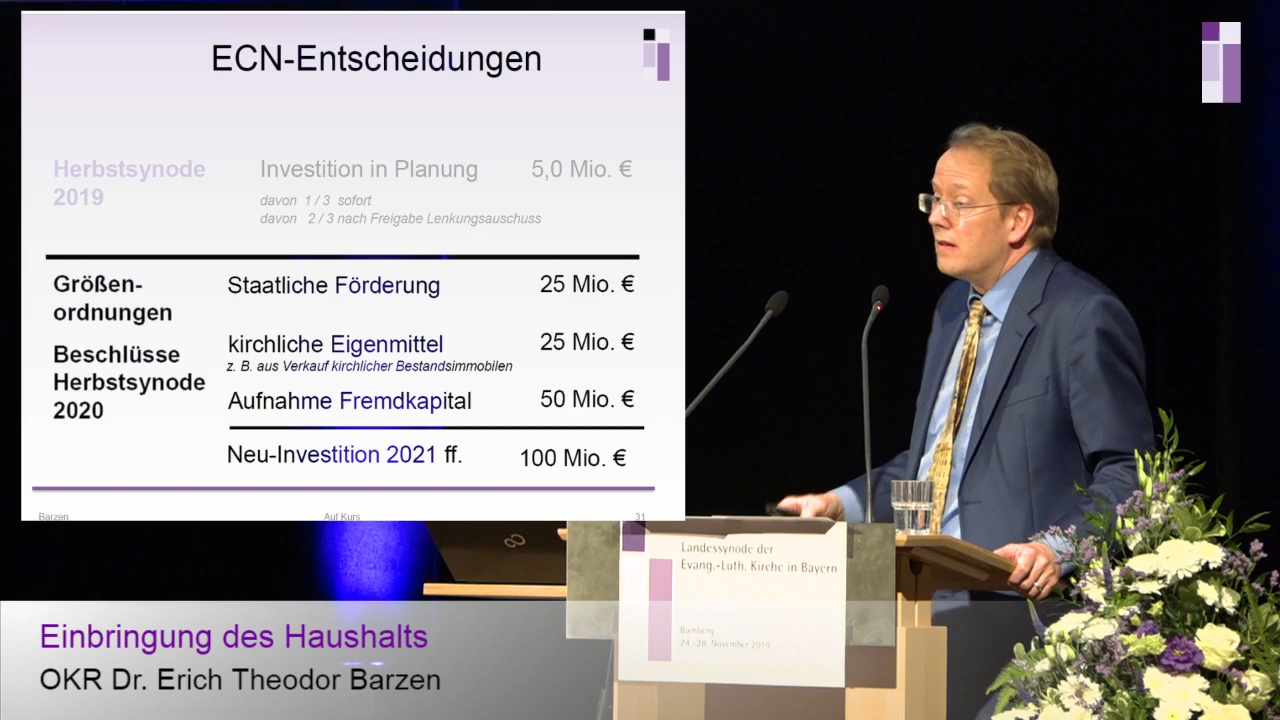 ECN-Entscheidungen
Herbstsynode
2019
Investition in Planung 5,0 Mio. €
davon 1 / 3 sofort
davon 2 / 3 nach Freigabe Lenkungsauschuss
Größen-
ordnungen
Staatliche Förderung 25 Mio. €
Beschlüsse
Herbstsynode
2020
kirchliche Eigenmittel 25 Mio. €
z. B. aus Verkauf kirchlicher Bestandsimmobilen
Aufnahme Fremdkapital 50 Mio. €
Neu-Investition 2021 ff. 100 Mio. €
Barzen Auf Kurs 31
Landessynode der
Evang.-Luth. Kirche in Bayern
Bamberg
24.-28. November 2019
Einbringung des Haushalts
OKR Dr. Erich Theodor Barzen